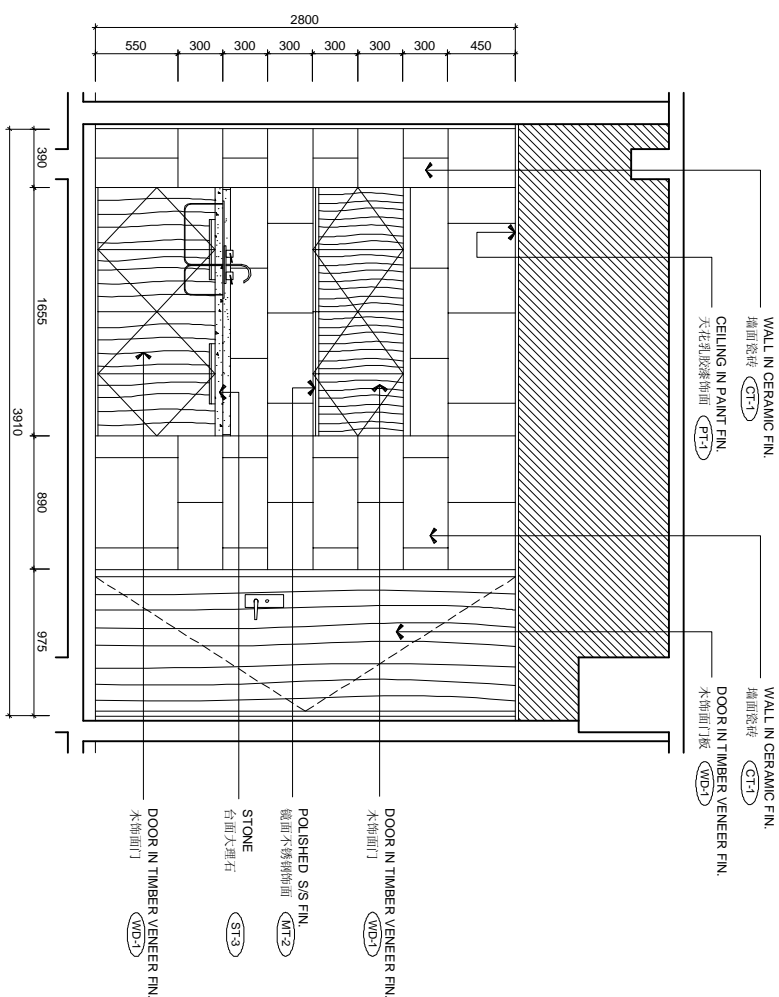 WALL IN CERAMIC FIN.
墙面瓷砖 CT-1
CEILING IN PAINT FIN.
天花乳胶漆饰面 PT-1
WALL IN CERAMIC FIN.
墙面瓷砖 CT-1
DOOR IN TIMBER VENEER FIN.
木饰面门板 WD-1
DOOR IN TIMBER VENEER FIN.
木饰面门 WD-1
POLISHED S/S FIN.
镜面不锈钢饰面 MT-2
STONE
台面大理石 ST-3
DOOR IN TIMBER VENEER FIN.
木饰面门 WD-1
2800
550 300 300 300 300 300 300 450
390 1655 890 975
3910